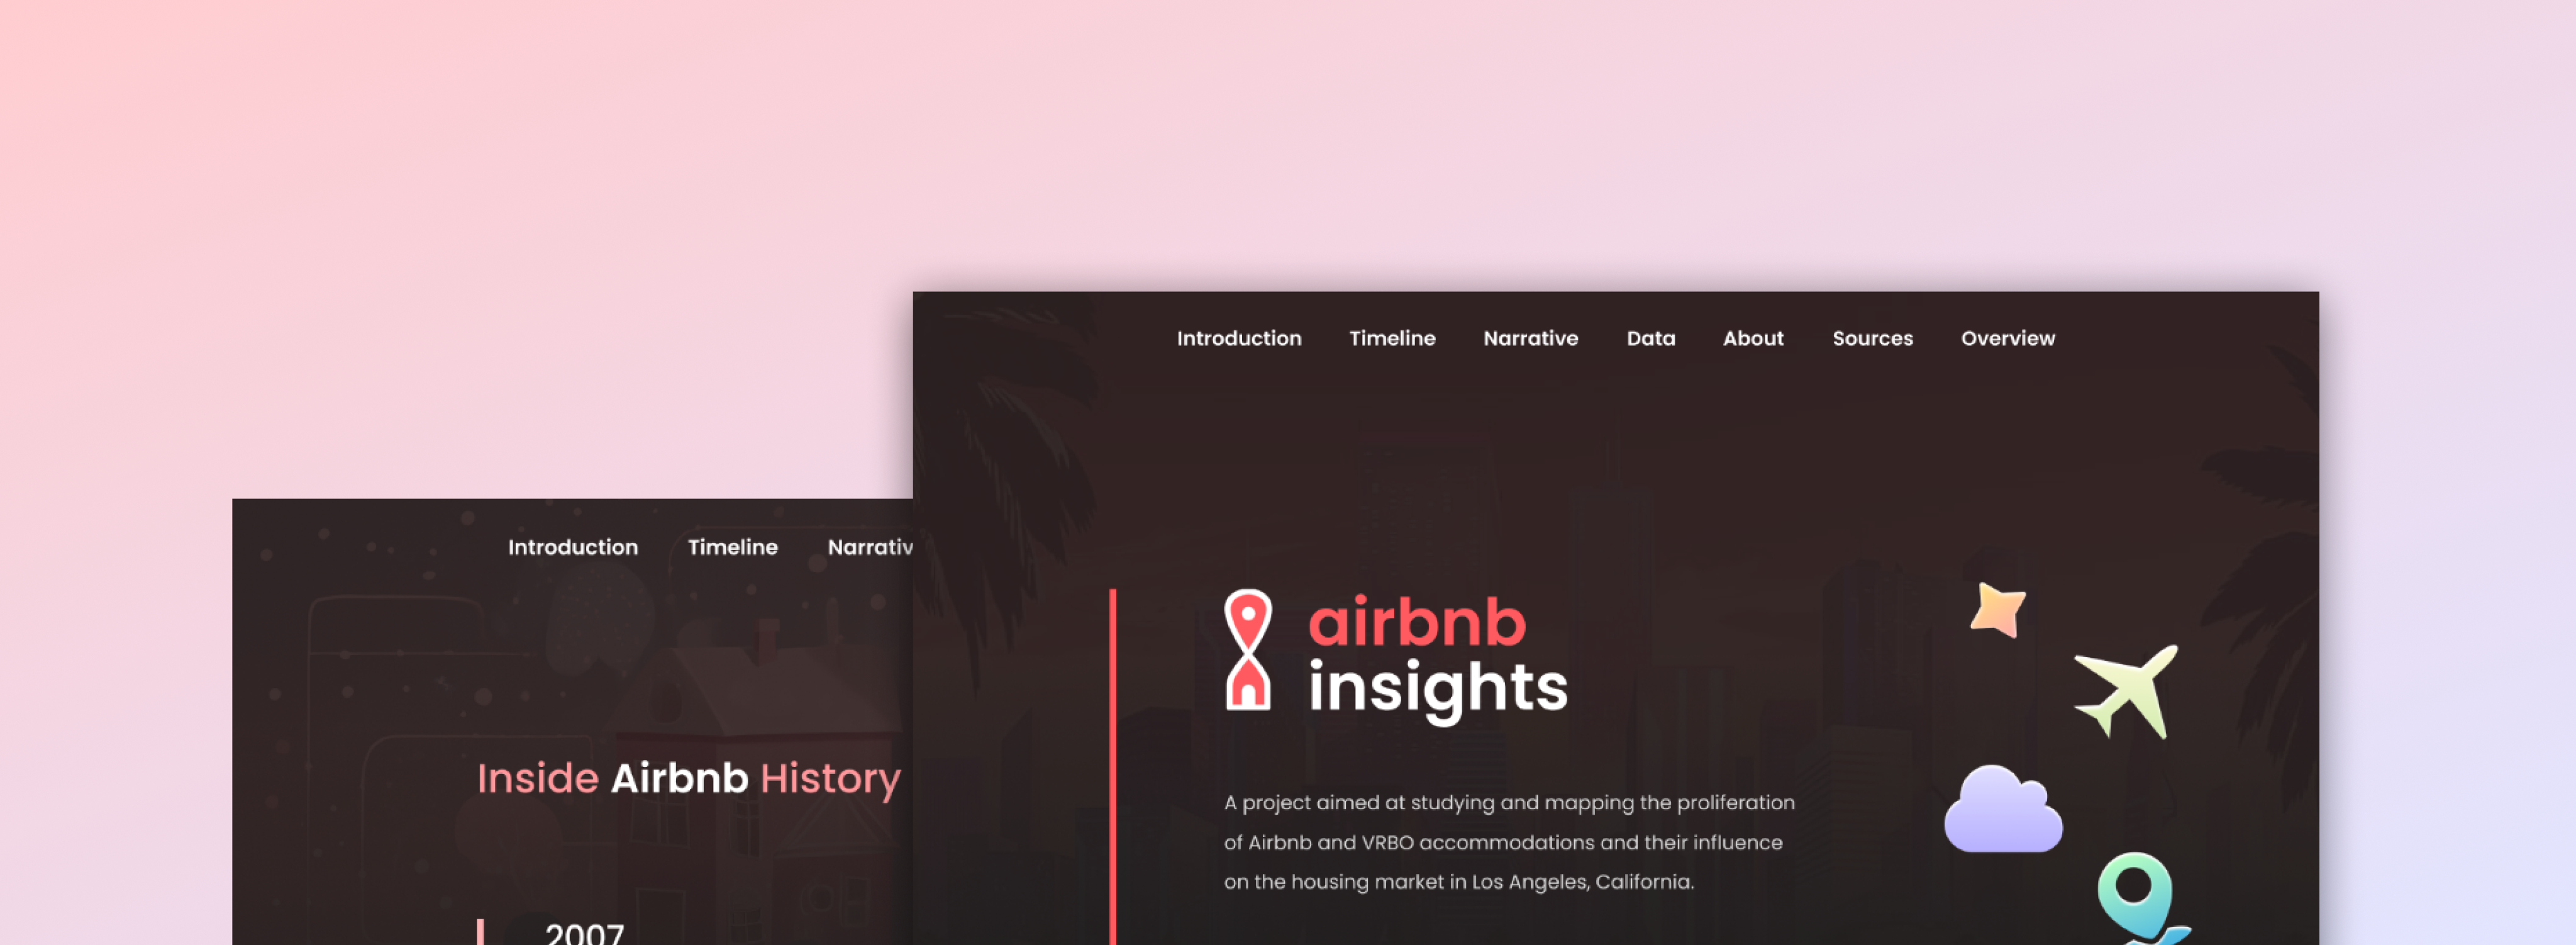 Introduction Timeline Narrative Data About Sources Overview
airbnb
insights
A project aimed at studying and mapping the proliferation
of Airbnb and VRBO accommodations and their influence
on the housing market in Los Angeles, California.
Introduction Timeline Narrativ
Inside Airbnb History
2007